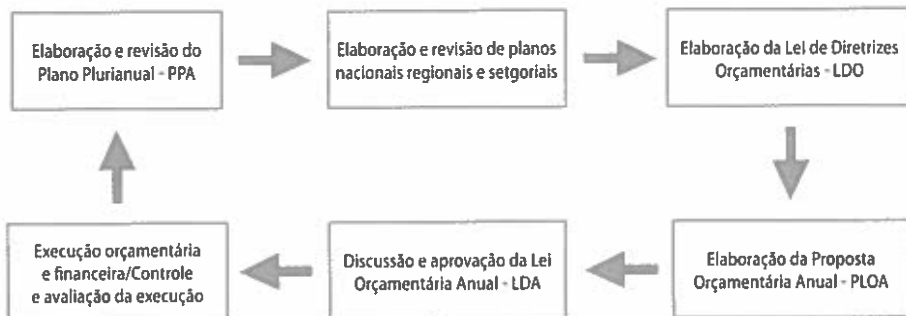 Elaboração e revisão do
Plano Plurianual - PPA
Elaboração e revisão de planos
nacionais regionais e setgoriais
Elaboração da Lei de Diretrizes
Orçamentárias - LDO
Elaboração da Proposta
Orçamentária Anual - PLOA
Discussão e aprovação da Lei
Orçamentária Anual - LDA
Execução orçamentária
e financeira/Controle
e avaliação da execução